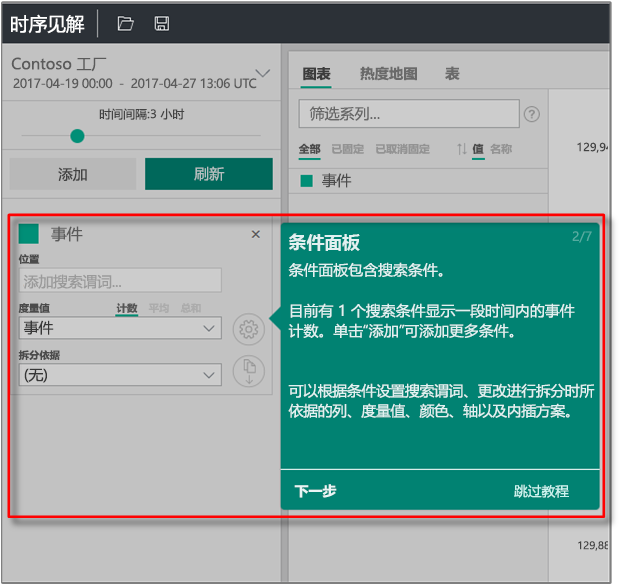 时序见解
Contoso 工厂
2017-04-19 00:00 - 2017-04-27 13:06 UTC
时间间隔:3 小时
添加
刷新
图表
热度地图
表
筛选系列...
?
全部
已固定
已取消固定
值
名称
事件
事件
×
位置
添加搜索谓词...
度量值
计数
平均
总和
事件
拆分依据
(无)
条件面板
2/7
条件面板包含搜索条件。
目前有 1 个搜索条件显示一段时间内的事件
计数。单击“添加”可添加更多条件。
可以根据条件设置搜索谓词、更改进行拆分时所
依据的列、度量值、颜色、轴以及内插方案。
下一步
跳过教程